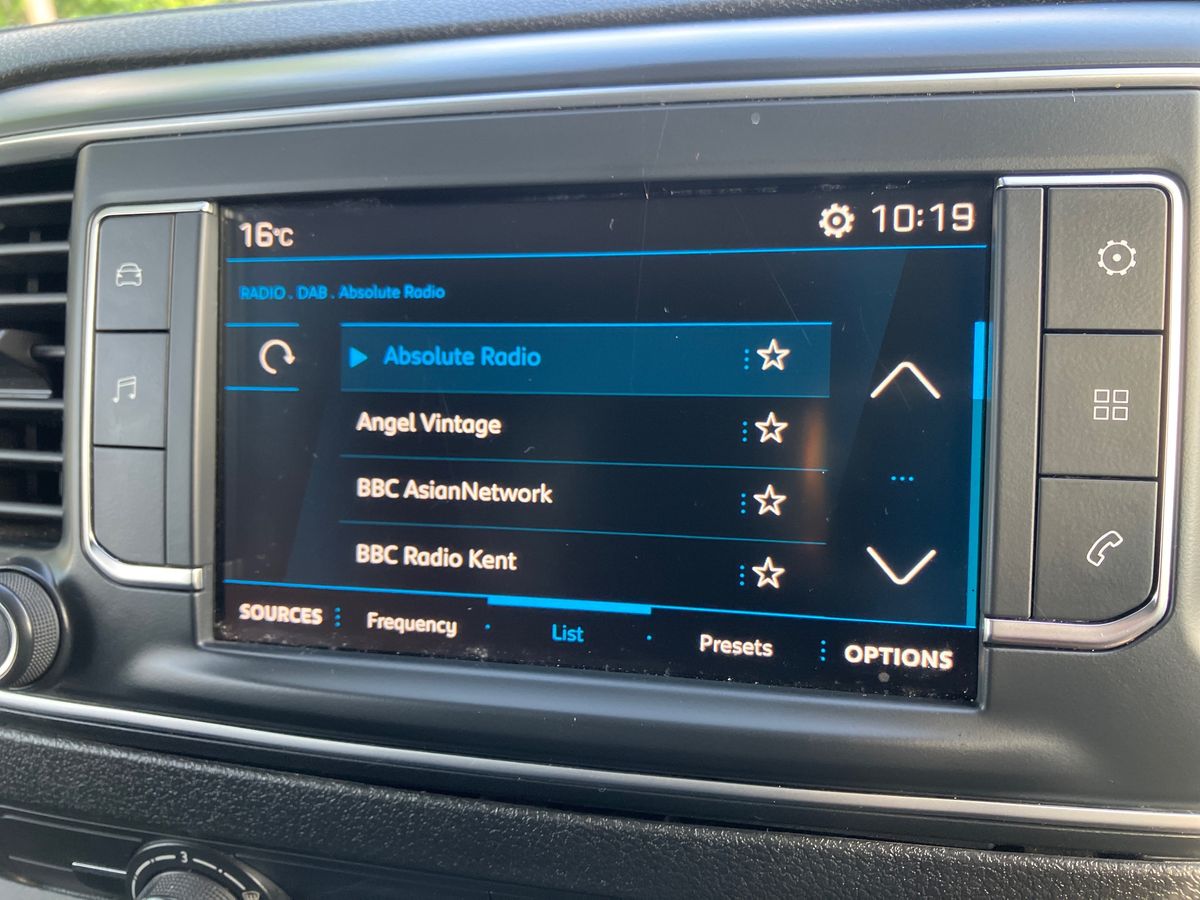 16°C
10:19
RADIO . DAB . Absolute Radio
Absolute Radio
Angel Vintage
BBC AsianNetwork
BBC Radio Kent
SOURCES Frequency List Presets OPTIONS
3